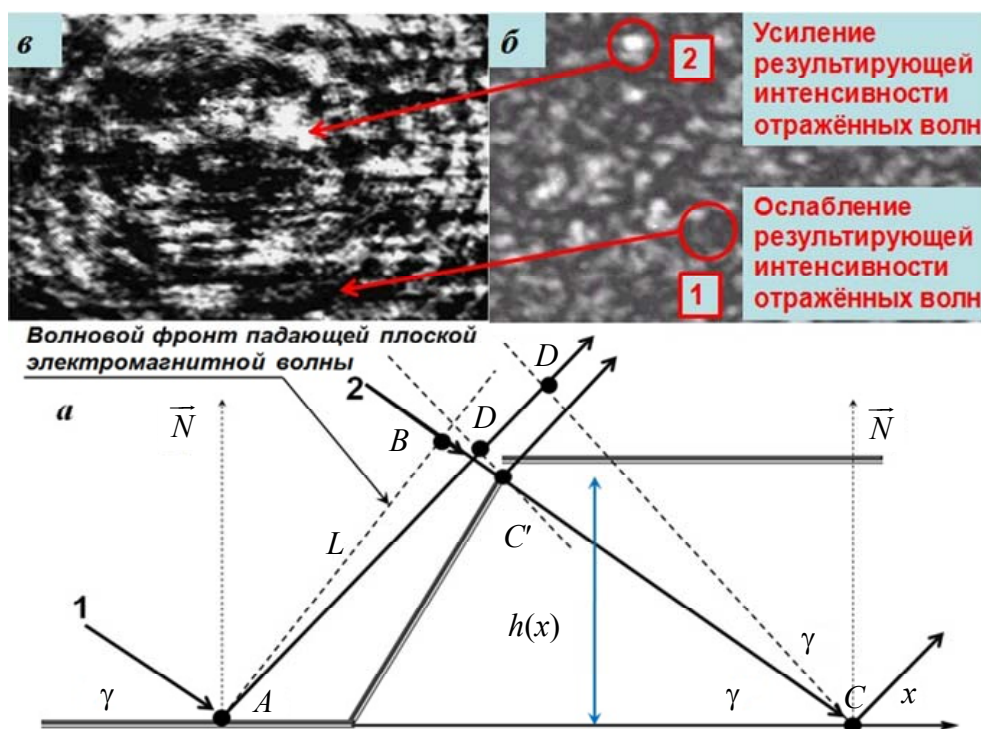 в
б
2
Усиление
результирующей
интенсивности
отражённых волн
Ослабление
результирующей
интенсивности
отражённых волн
1
Волновой фронт падающей плоской
электромагнитной волны
а
2
D
N
B
D
N
L
C'
1
h(x)
γ
γ
A
γ
C
x